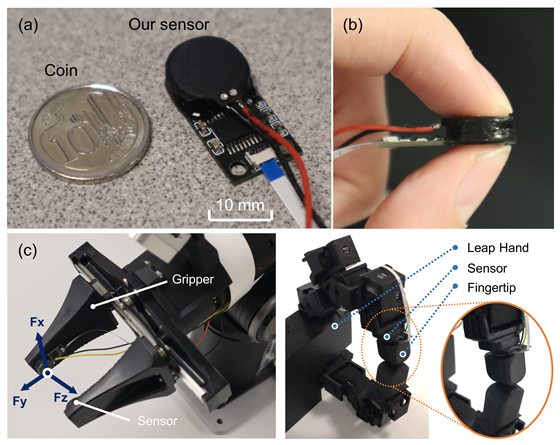 (a)
Our sensor
Coin
10
10 mm
(b)
(c)
Gripper
Fx
Fy
Fz
Sensor
Leap Hand
Sensor
Fingertip